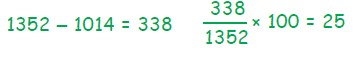 1352 – 1014 = 338
338
1352 × 100 = 25